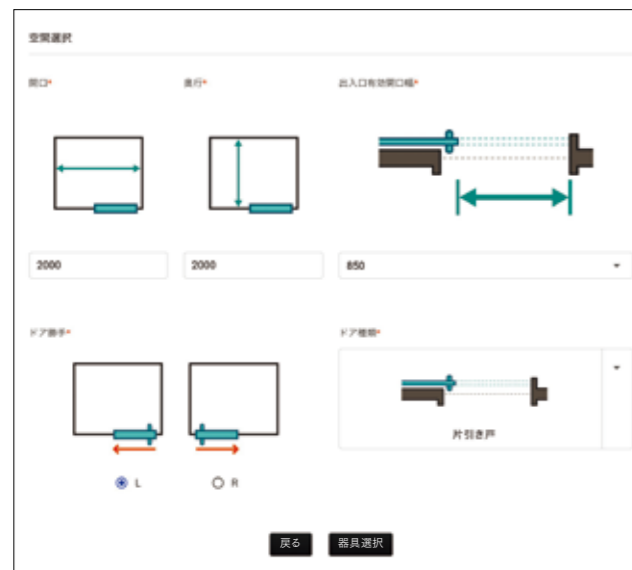 空間選択
間口*
奥行*
出入口有効開口幅*
2000
2000
850
ドア勝手*
ドア種類*
片引き戸
L
R
戻る
器具選択